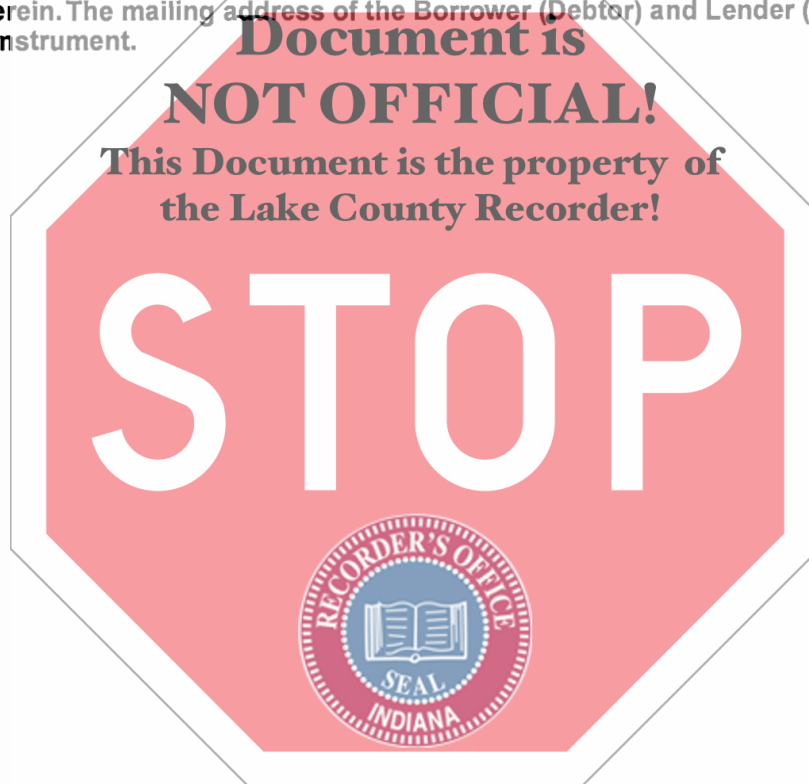 rein. The mailing address of the Borrower (Debtor) and Lender (
nstrument.
Document is
NOT OFFICIAL!
This Document is the property of
the Lake County Recorder!
STOP
RECORDER'S OFFICE
SEAL
INDIANA